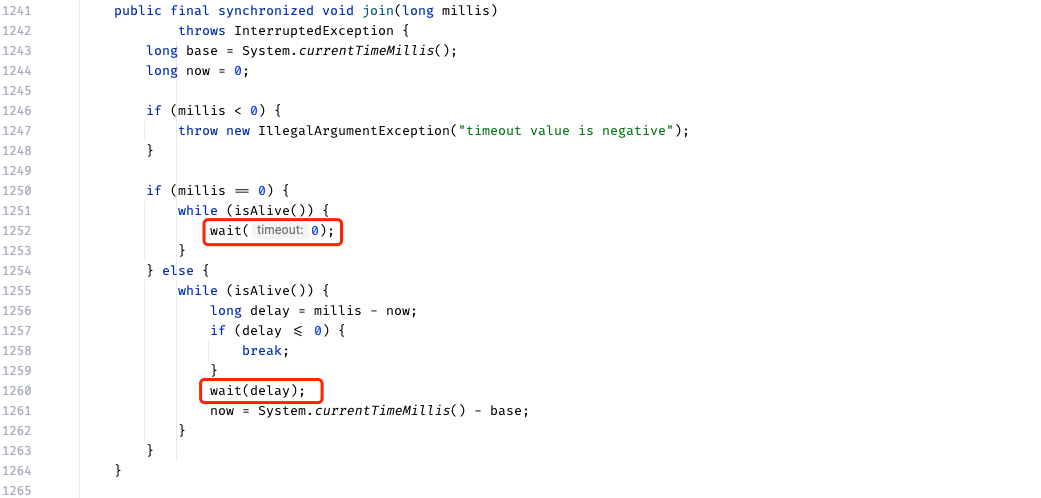 1241 public final synchronized void join(long millis)
1242 throws InterruptedException {
1243 long base = System.currentTimeMillis();
1244 long now = 0;
1245
1246 if (millis < 0) {
1247 throw new IllegalArgumentException("timeout value is negative");
1248 }
1249
1250 if (millis == 0) {
1251 while (isAlive()) {
1252 wait( timeout: 0);
1253 }
1254 } else {
1255 while (isAlive()) {
1256 long delay = millis - now;
1257 if (delay <= 0) {
1258 break;
1259 }
1260 wait(delay);
1261 now = System.currentTimeMillis() - base;
1262 }
1263 }
1264 }
1265